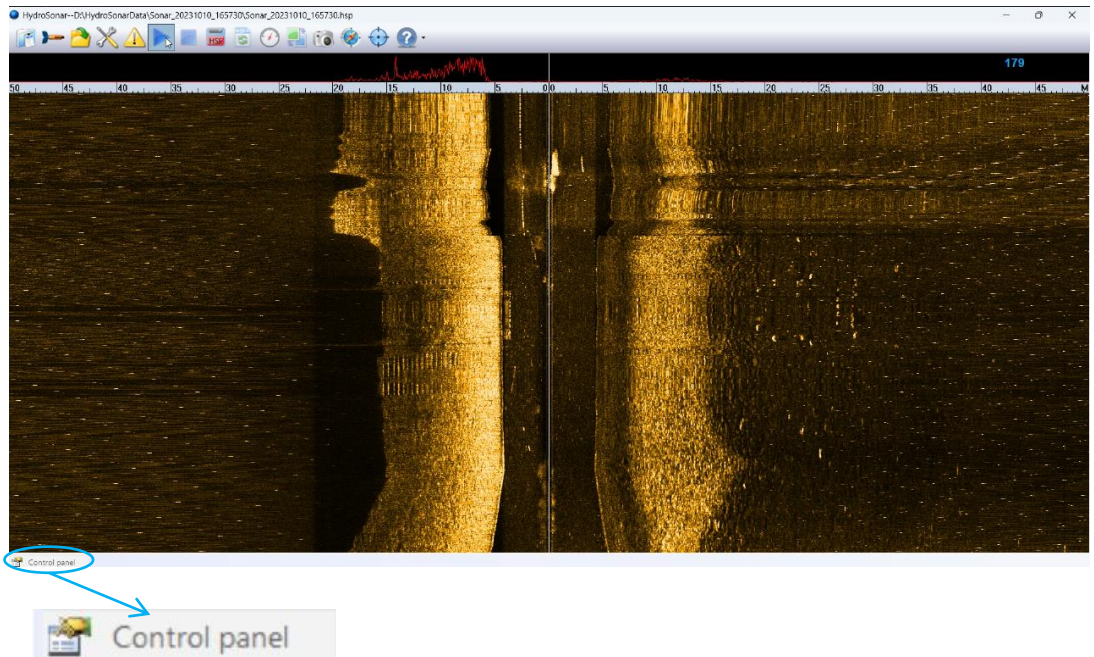 HydroSonar--D:\HydroSonarData\Sonar_20231010_165730\Sonar_20231010_165730.hsp
HSP ?
179
50 45 40 35 30 25 20 15 10 5 0 0 5 10 15 20 25 30 35 40 45 M
Control panel
Control panel